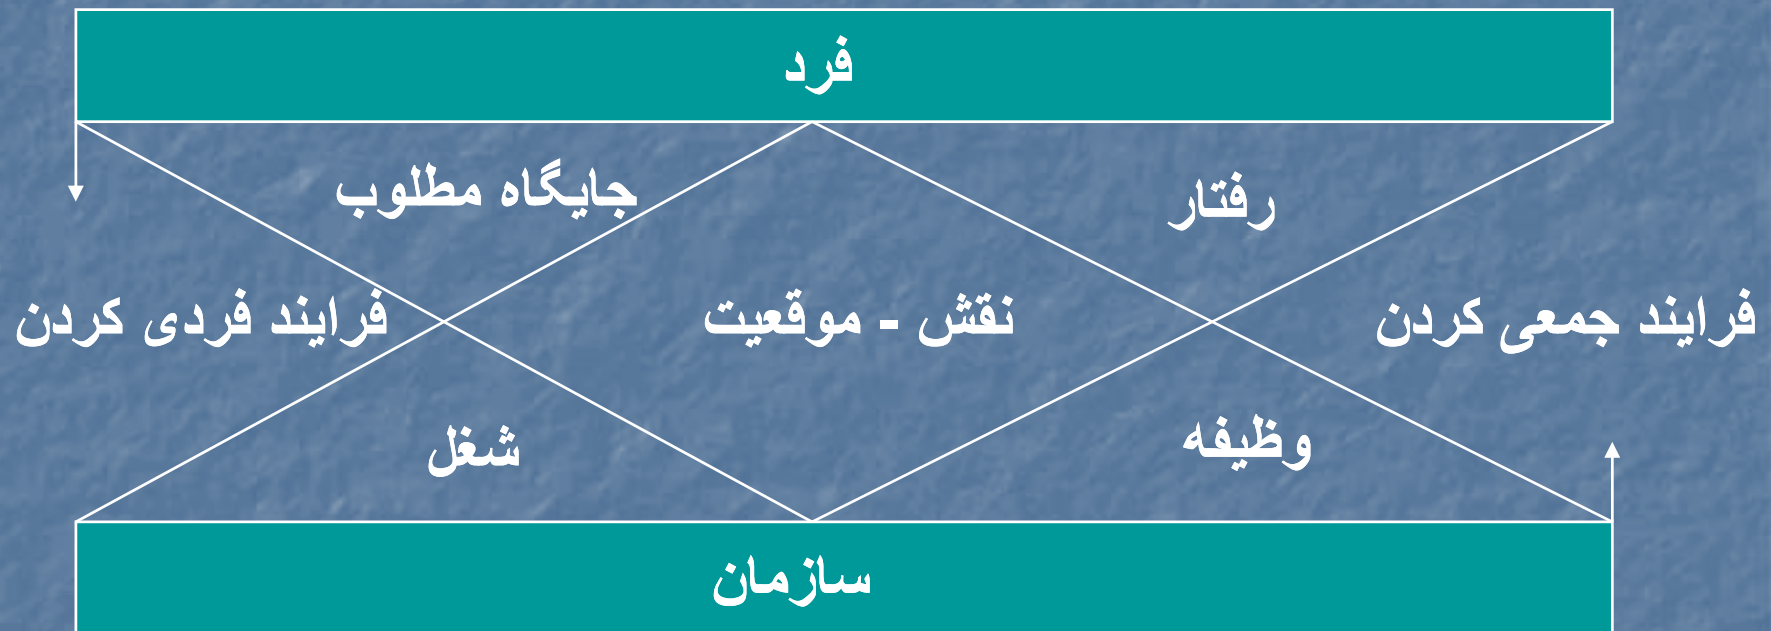 فرد
رفتار
جایگاه مطلوب
فرایند جمعی کردن
نقش - موقعیت
فرایند فردی کردن
وظیفه
شغل
سازمان